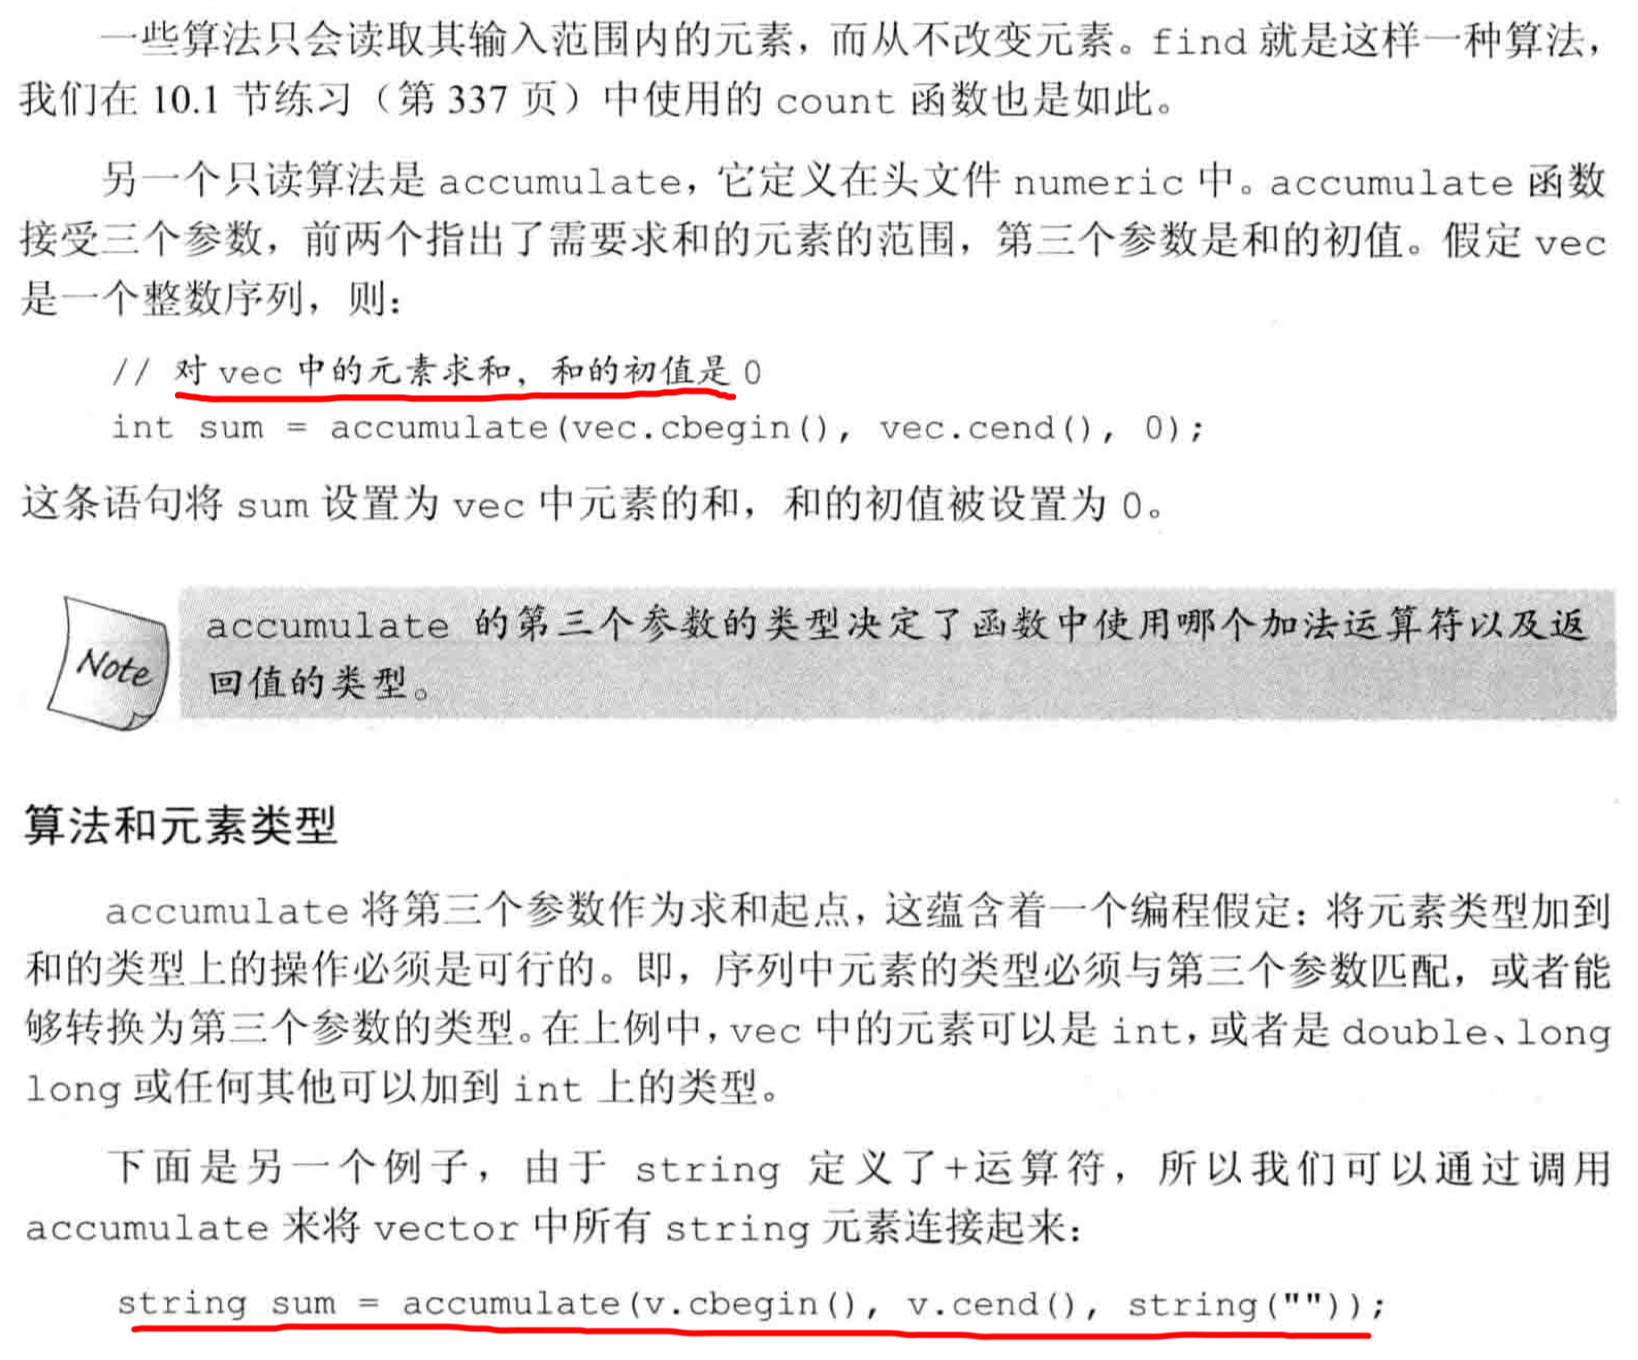 一些算法只会读取其输入范围内的元素，而从不改变元素。find 就是这样一种算法，
我们在 10.1 节练习（第 337 页）中使用的 count 函数也是如此。
另一个只读算法是 accumulate，它定义在头文件 numeric 中。accumulate 函数
接受三个参数，前两个指出了需要求和的元素的范围，第三个参数是和的初值。假定 vec
是一个整数序列，则：
// 对 vec 中的元素求和，和的初值是 0
int sum = accumulate(vec.cbegin(), vec.cend(), 0);
这条语句将 sum 设置为 vec 中元素的和，和的初值被设置为 0。
Note
accumulate 的第三个参数的类型决定了函数中使用哪个加法运算符以及返
回值的类型。
算法和元素类型
accumulate 将第三个参数作为求和起点，这蕴含着一个编程假定：将元素类型加到
和的类型上的操作必须是可行的。即，序列中元素的类型必须与第三个参数匹配，或者能
够转换为第三个参数的类型。在上例中，vec 中的元素可以是 int，或者是 double、long
long 或任何其他可以加到 int 上的类型。
下面是另一个例子，由于 string 定义了+运算符，所以我们可以通过调用
accumulate 来将 vector 中所有 string 元素连接起来：
string sum = accumulate(v.cbegin(), v.cend(), string(""));